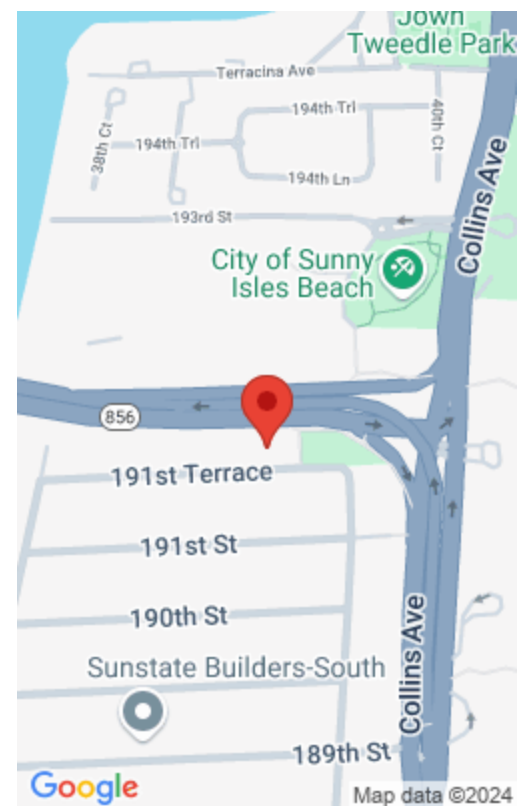 Jown
Tweedle Park
Terracina Ave
194th Trl
40th Ct
38th Ct
194th Trl
194th Ln
193rd St
Collins Ave
City of Sunny
Isles Beach
856
191st Terrace
191st St
190th St
Collins Ave
Sunstate Builders-South
189th St
Google
Map data ©2024